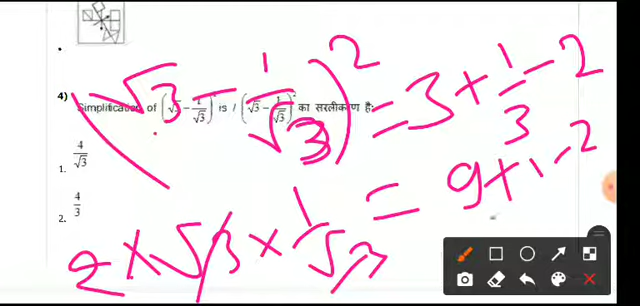 4)
Simplification of (√3 − 1/√3)² is / (√3 − 1/√3)² का सरलीकरण है:
(√3 − 1/√3)² = 3 + 1/3 − 2
1. 4/√3
= 9 + 1 − 2
2. 4/3
2 × √3 × 1/√3